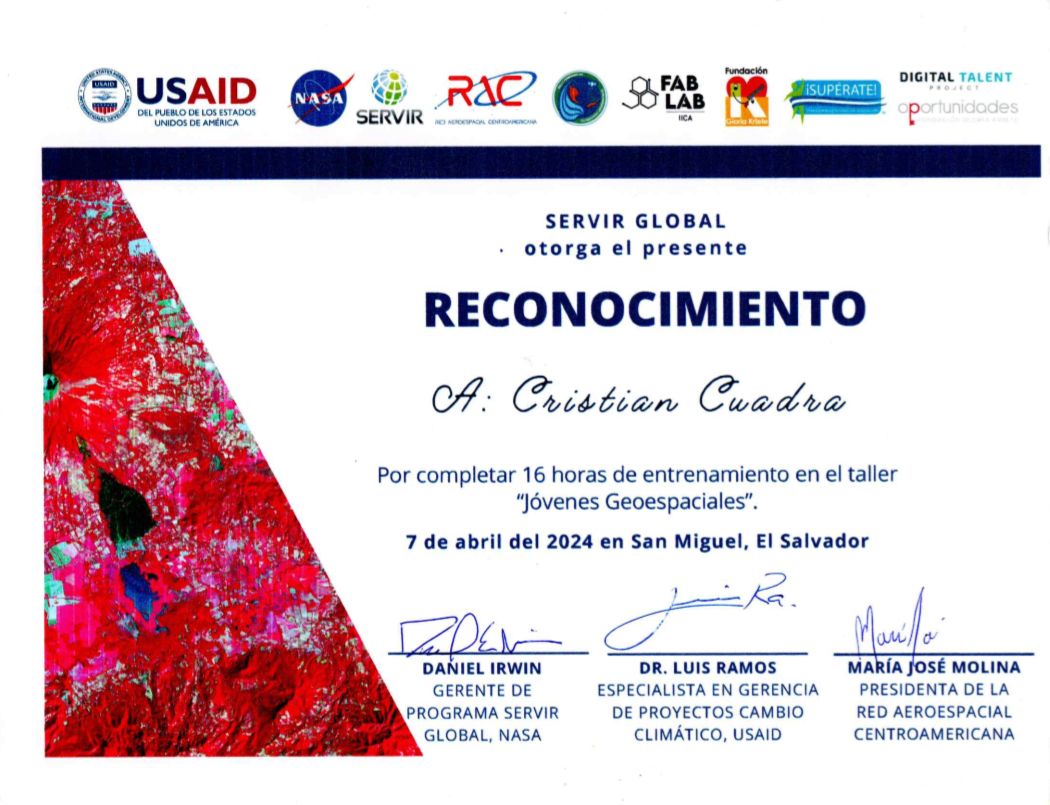 USAID
DEL PUEBLO DE LOS ESTADOS
UNIDOS DE AMÉRICA
NASA
SERVIR
RAC
RED AEROESPACIAL CENTROAMERICANA
FAB
LAB
IICA
Fundación
Gloria Kriete
¡SUPÉRATE!
DIGITAL TALENT
PROJECT
oportunidades
SERVIR GLOBAL
otorga el presente
RECONOCIMIENTO
A: Cristian Cuadra
Por completar 16 horas de entrenamiento en el taller
“Jóvenes Geoespaciales”.
7 de abril del 2024 en San Miguel, El Salvador
DANIEL IRWIN
GERENTE DE
PROGRAMA SERVIR
GLOBAL, NASA
DR. LUIS RAMOS
ESPECIALISTA EN GERENCIA
DE PROYECTOS CAMBIO
CLIMÁTICO, USAID
MARÍA JOSÉ MOLINA
PRESIDENTA DE LA
RED AEROESPACIAL
CENTROAMERICANA